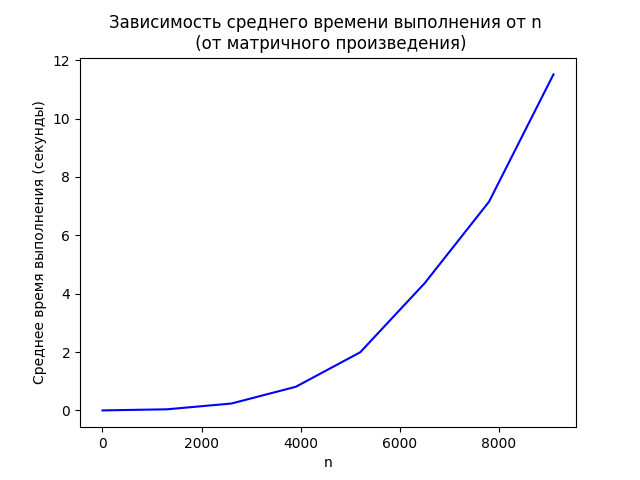 Зависимость среднего времени выполнения от n
(от матричного произведения)
Среднее время выполнения (секунды)
12
10
8
6
4
2
0
0 2000 4000 6000 8000
n